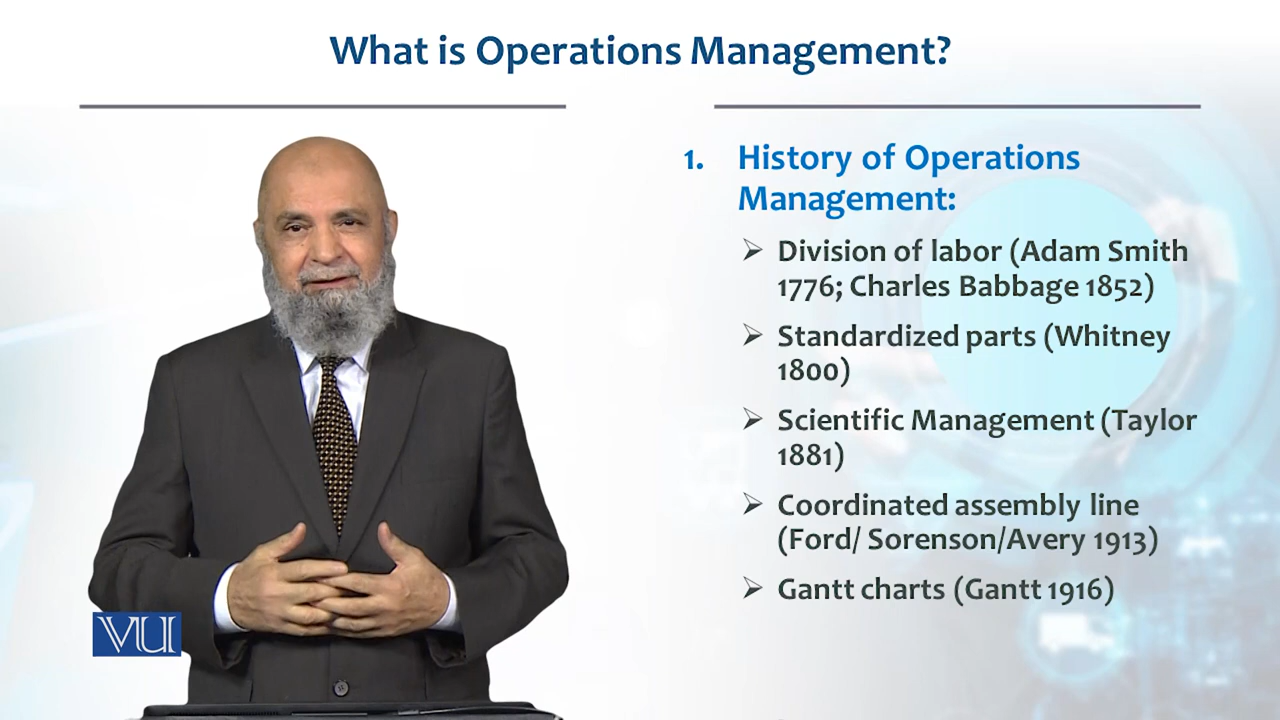 What is Operations Management?
1. History of Operations
Management:
➢ Division of labor (Adam Smith
1776; Charles Babbage 1852)
➢ Standardized parts (Whitney
1800)
➢ Scientific Management (Taylor
1881)
➢ Coordinated assembly line
(Ford/ Sorenson/Avery 1913)
➢ Gantt charts (Gantt 1916)
VU